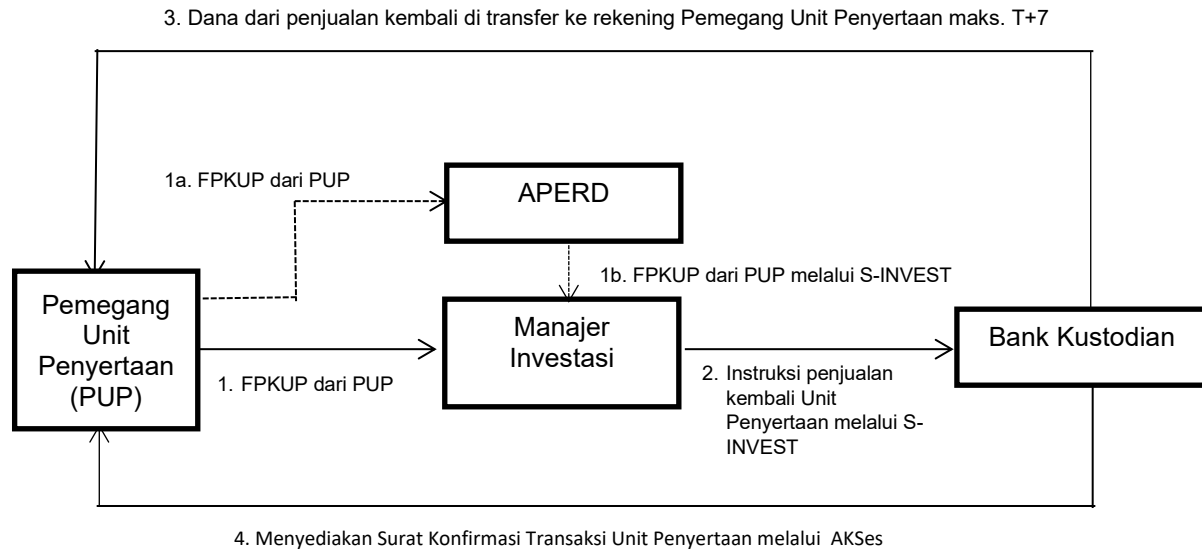 3. Dana dari penjualan kembali di transfer ke rekening Pemegang Unit Penyertaan maks. T+7
1a. FPKUP dari PUP
APERD
1b. FPKUP dari PUP melalui S-INVEST
Pemegang
Unit
Penyertaan
(PUP)
1. FPKUP dari PUP
Manajer
Investasi
2. Instruksi penjualan
kembali Unit
Penyertaan melalui S-
INVEST
Bank Kustodian
4. Menyediakan Surat Konfirmasi Transaksi Unit Penyertaan melalui AKSes